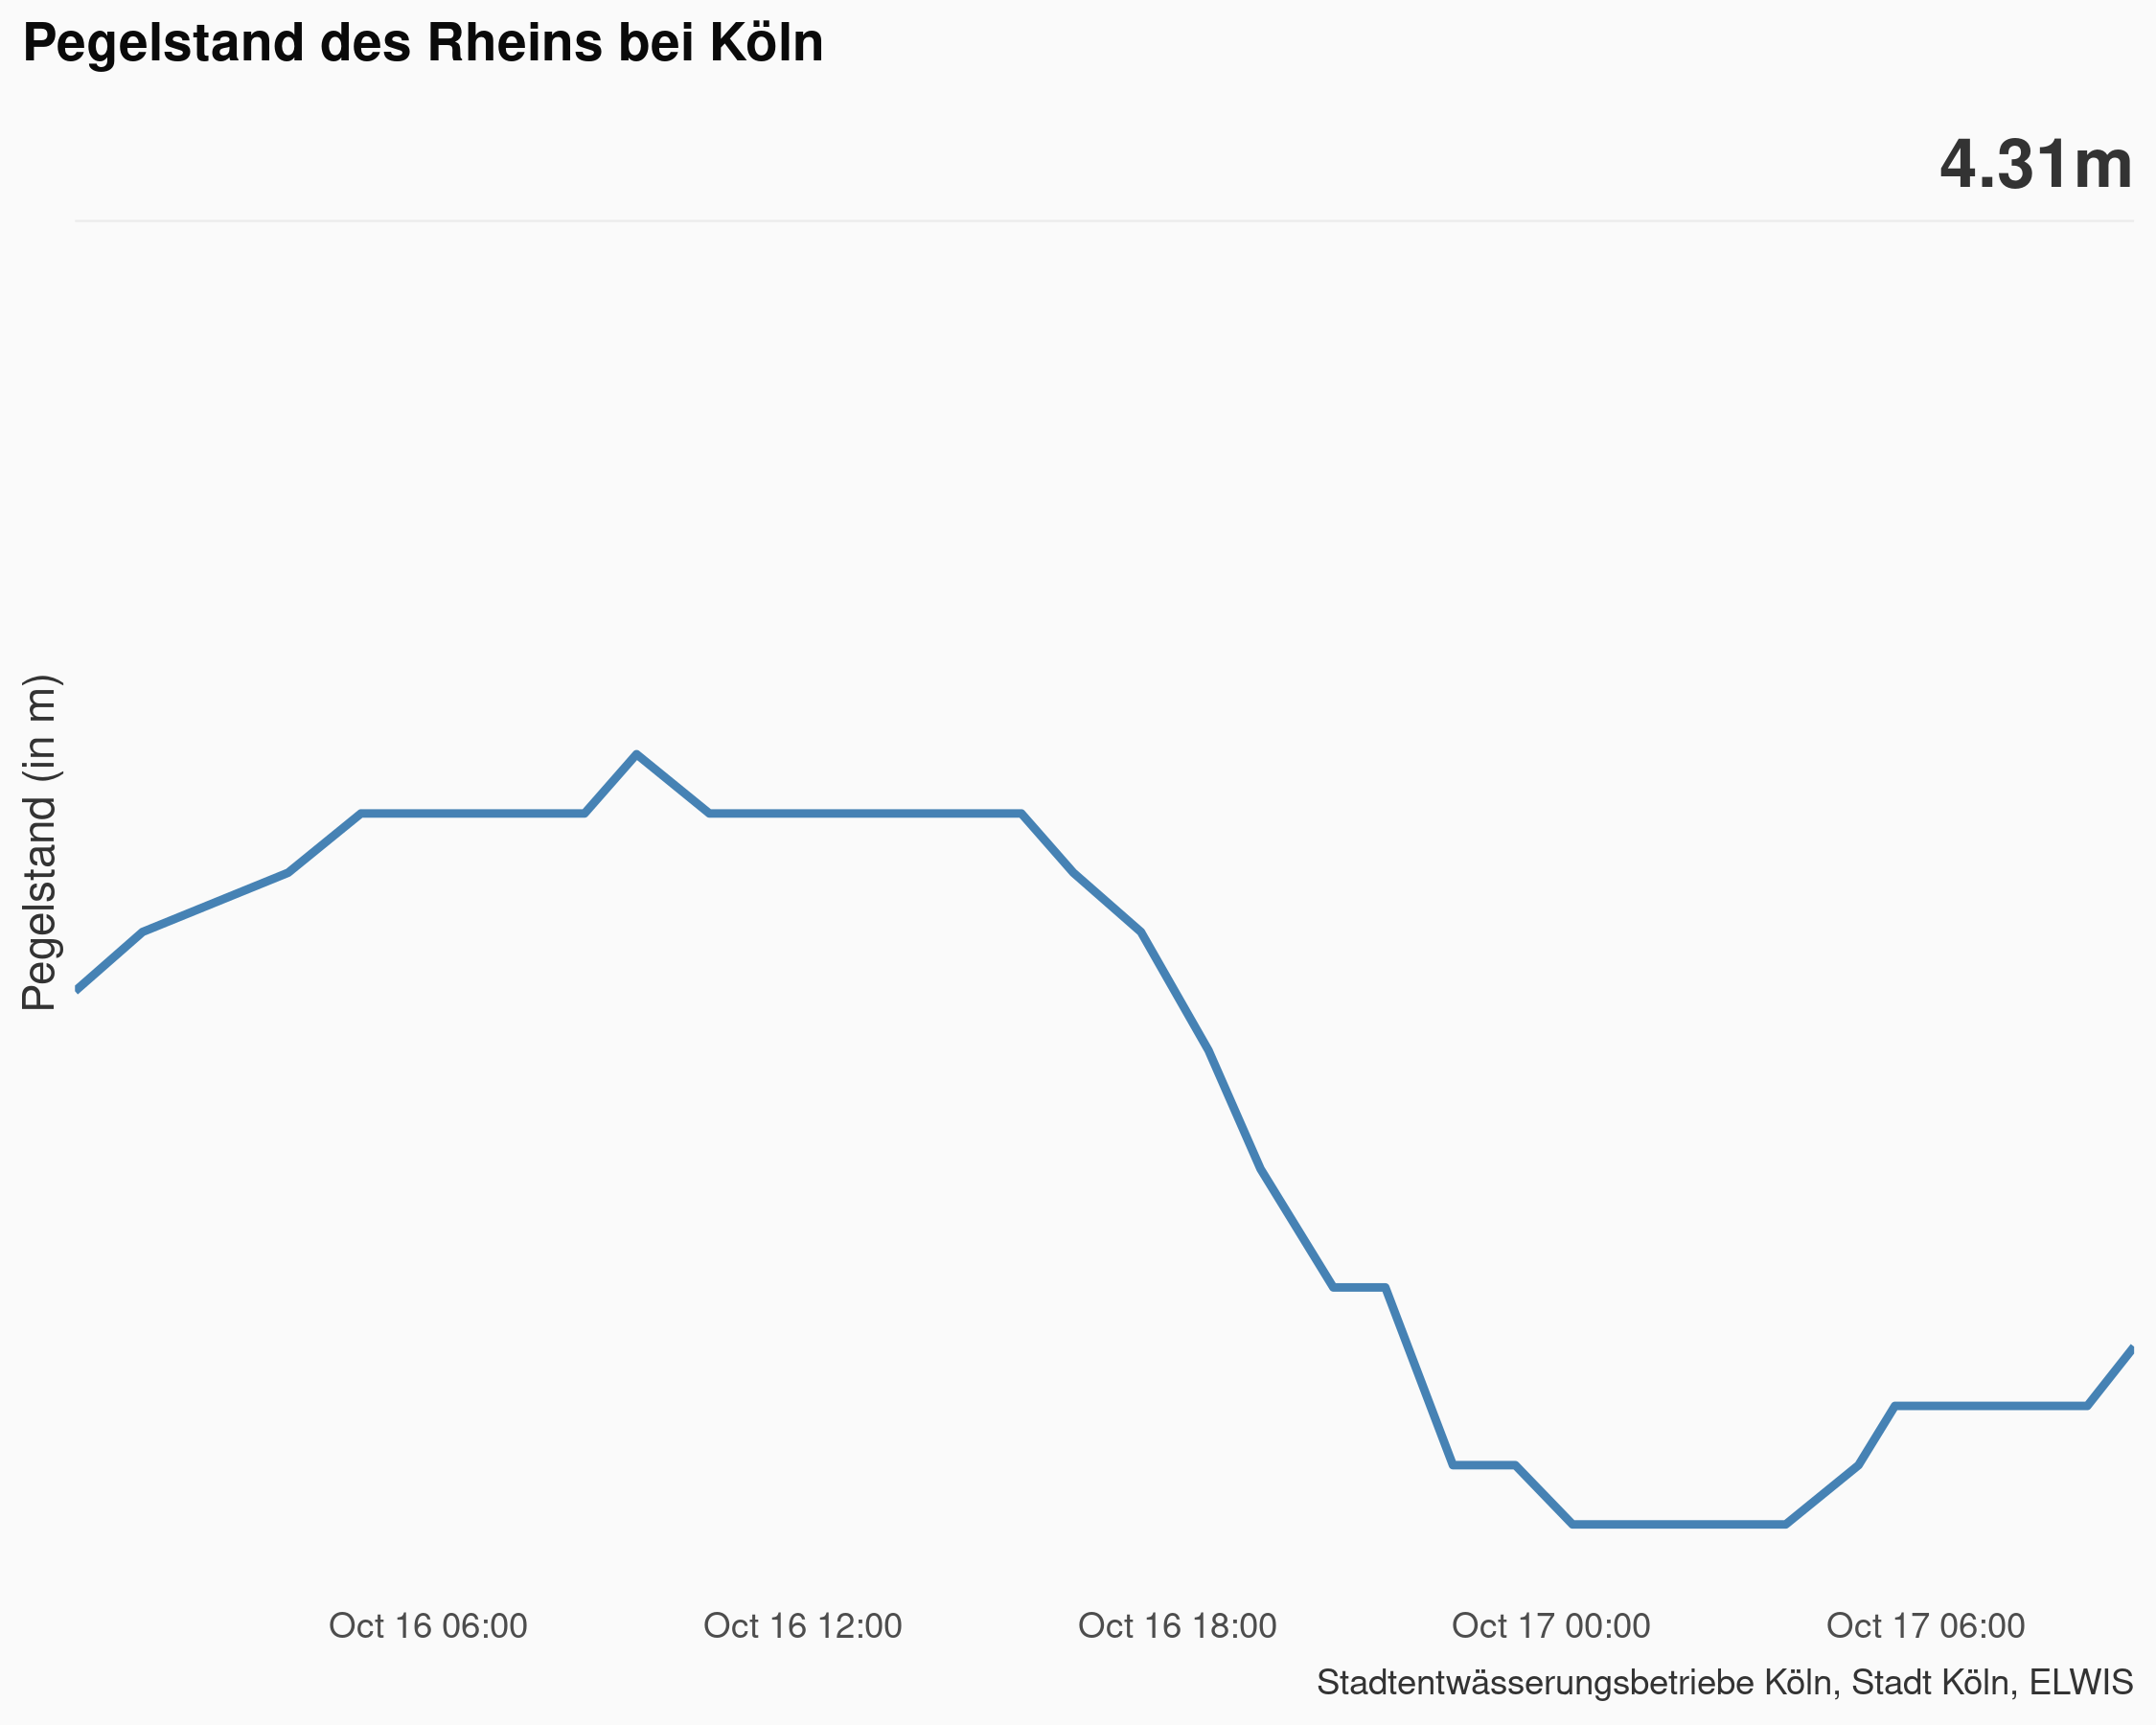 Pegelstand des Rheins bei Köln
4.31m
Pegelstand (in m)
Oct 16 06:00 Oct 16 12:00 Oct 16 18:00 Oct 17 00:00 Oct 17 06:00
Stadtentwässerungsbetriebe Köln, Stadt Köln, ELWIS